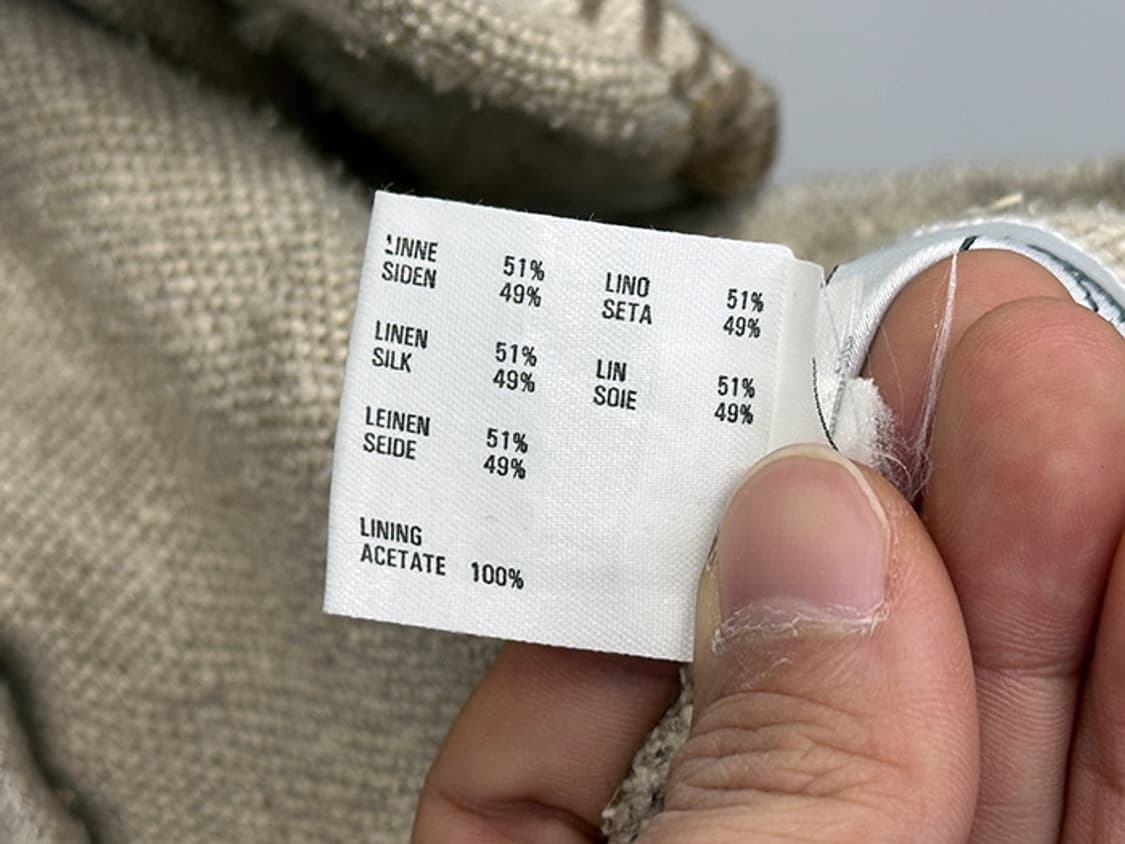 LINNE 51%
SIDEN 49%
LINEN 51%
SILK 49%
LEINEN 51%
SEIDE 49%
LINING
ACETATE 100%
LINO 51%
SETA 49%
LIN 51%
SOIE 49%